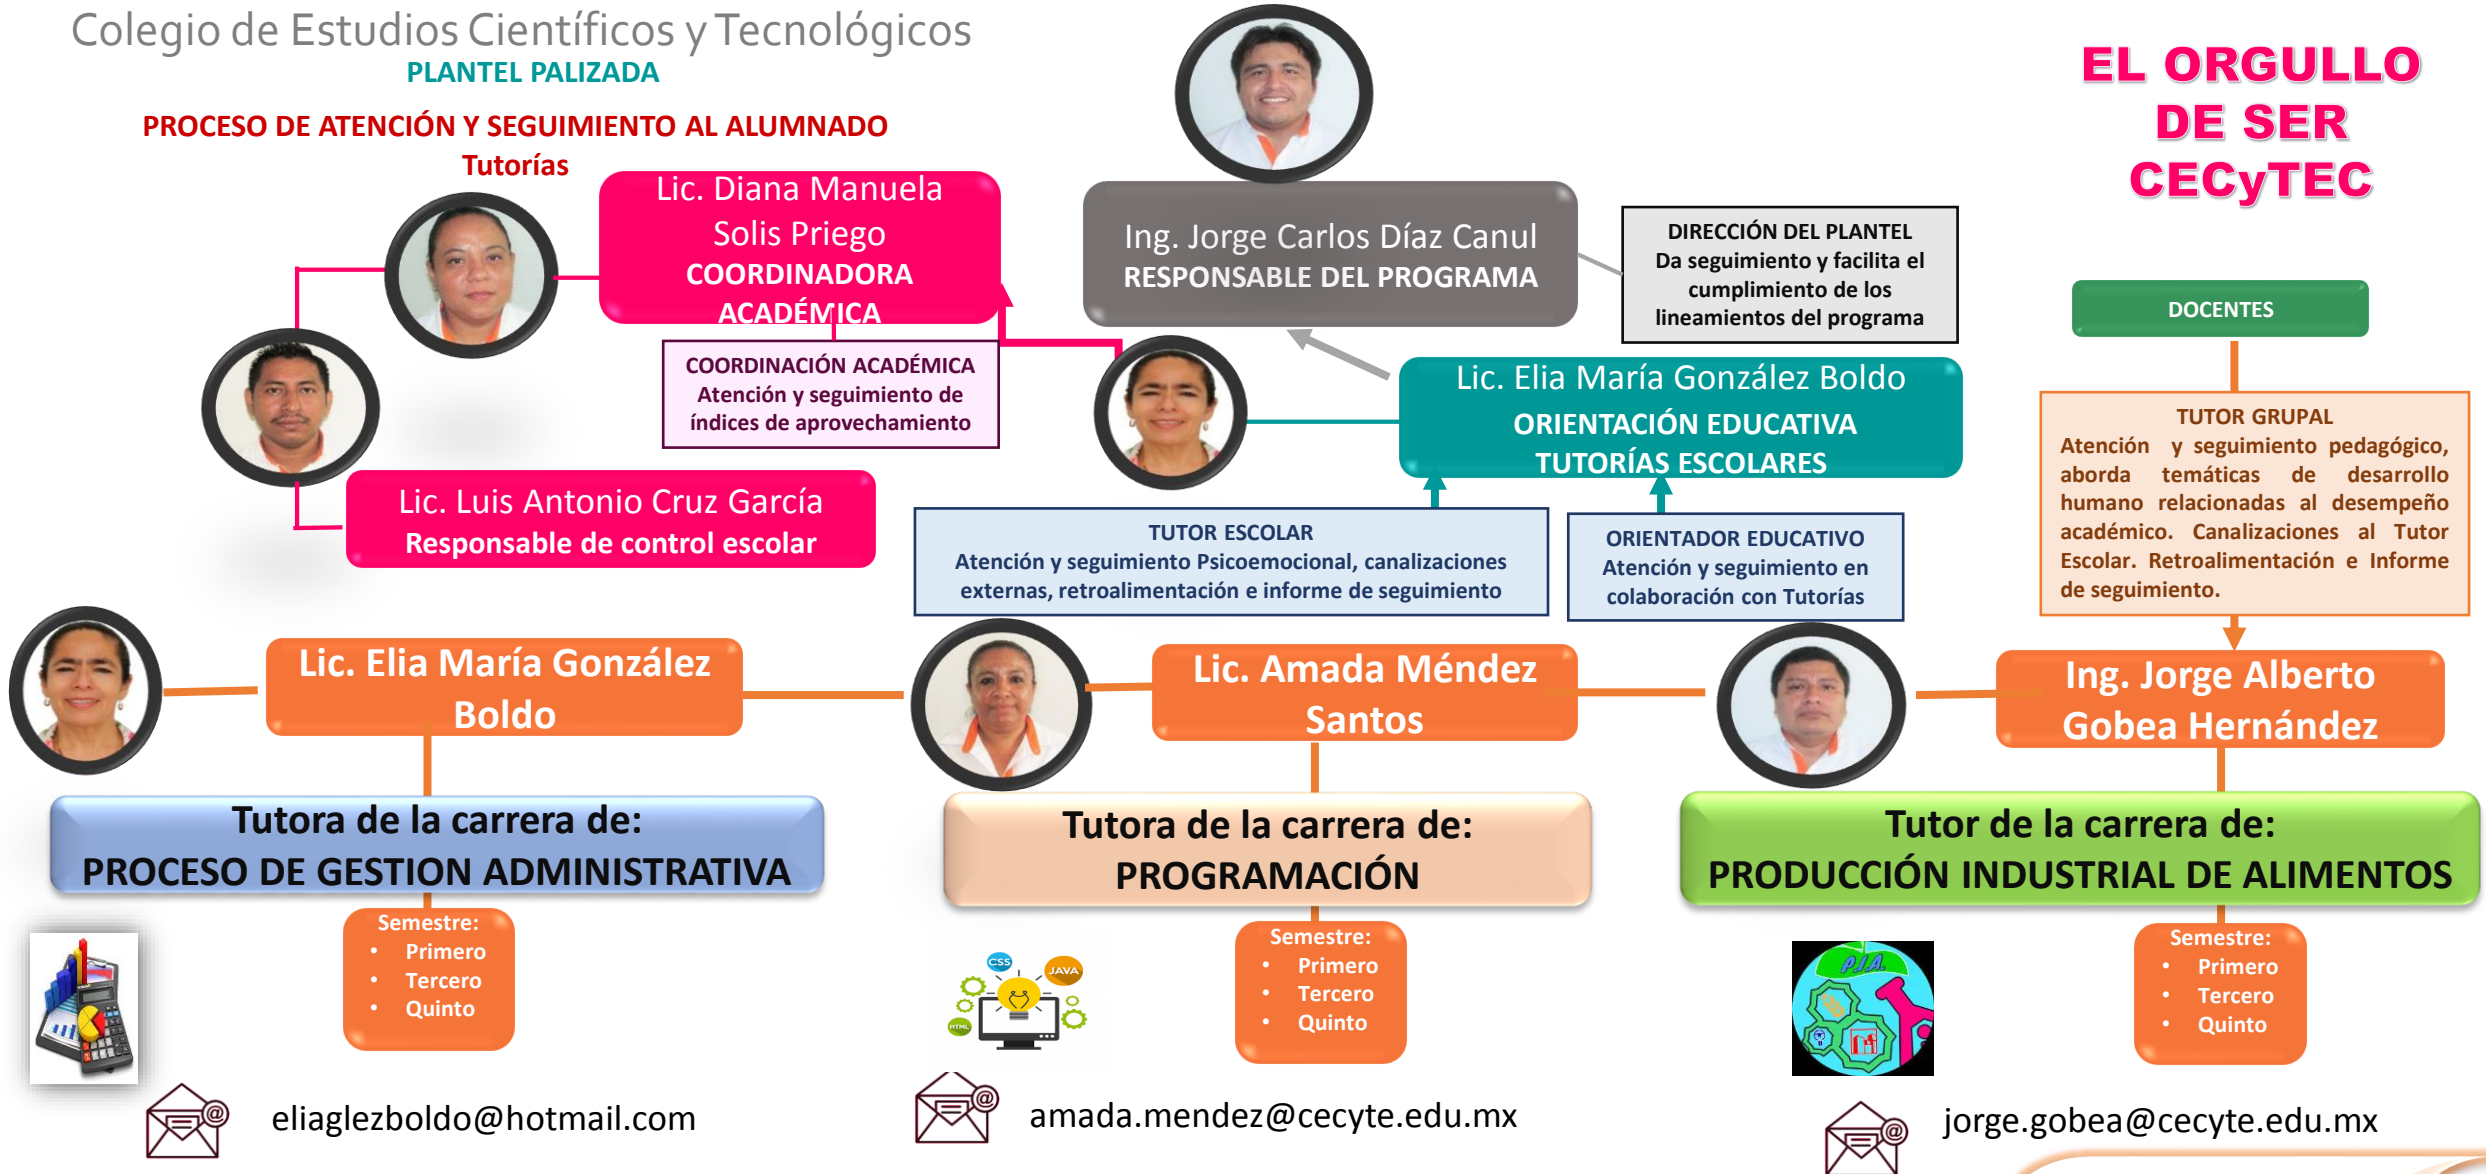 Colegio de Estudios Científicos y Tecnológicos
PLANTEL PALIZADA
PROCESO DE ATENCIÓN Y SEGUIMIENTO AL ALUMNADO
Tutorías
EL ORGULLO
DE SER
CECyTEC
Lic. Diana Manuela
Solis Priego
COORDINADORA
ACADÉMICA
COORDINACIÓN ACADÉMICA
Atención y seguimiento de
índices de aprovechamiento
Lic. Luis Antonio Cruz García
Responsable de control escolar
Ing. Jorge Carlos Díaz Canul
RESPONSABLE DEL PROGRAMA
DIRECCIÓN DEL PLANTEL
Da seguimiento y facilita el
cumplimiento de los
lineamientos del programa
Lic. Elia María González Boldo
ORIENTACIÓN EDUCATIVA
TUTORÍAS ESCOLARES
TUTOR ESCOLAR
Atención y seguimiento Psicoemocional, canalizaciones
externas, retroalimentación e informe de seguimiento
ORIENTADOR EDUCATIVO
Atención y seguimiento en
colaboración con Tutorías
DOCENTES
TUTOR GRUPAL
Atención y seguimiento pedagógico,
aborda temáticas de desarrollo
humano relacionadas al desempeño
académico. Canalizaciones al Tutor
Escolar. Retroalimentación e Informe
de seguimiento.
Lic. Elia María González
Boldo
Tutora de la carrera de:
PROCESO DE GESTION ADMINISTRATIVA
Semestre:
• Primero
• Tercero
• Quinto
@
eliaglezboldo@hotmail.com
Lic. Amada Méndez
Santos
Tutora de la carrera de:
PROGRAMACIÓN
Semestre:
• Primero
• Tercero
• Quinto
CSS
JAVA
HTML
@
amada.mendez@cecyte.edu.mx
Ing. Jorge Alberto
Gobea Hernández
Tutor de la carrera de:
PRODUCCIÓN INDUSTRIAL DE ALIMENTOS
Semestre:
• Primero
• Tercero
• Quinto
P.I.A.
@
jorge.gobea@cecyte.edu.mx